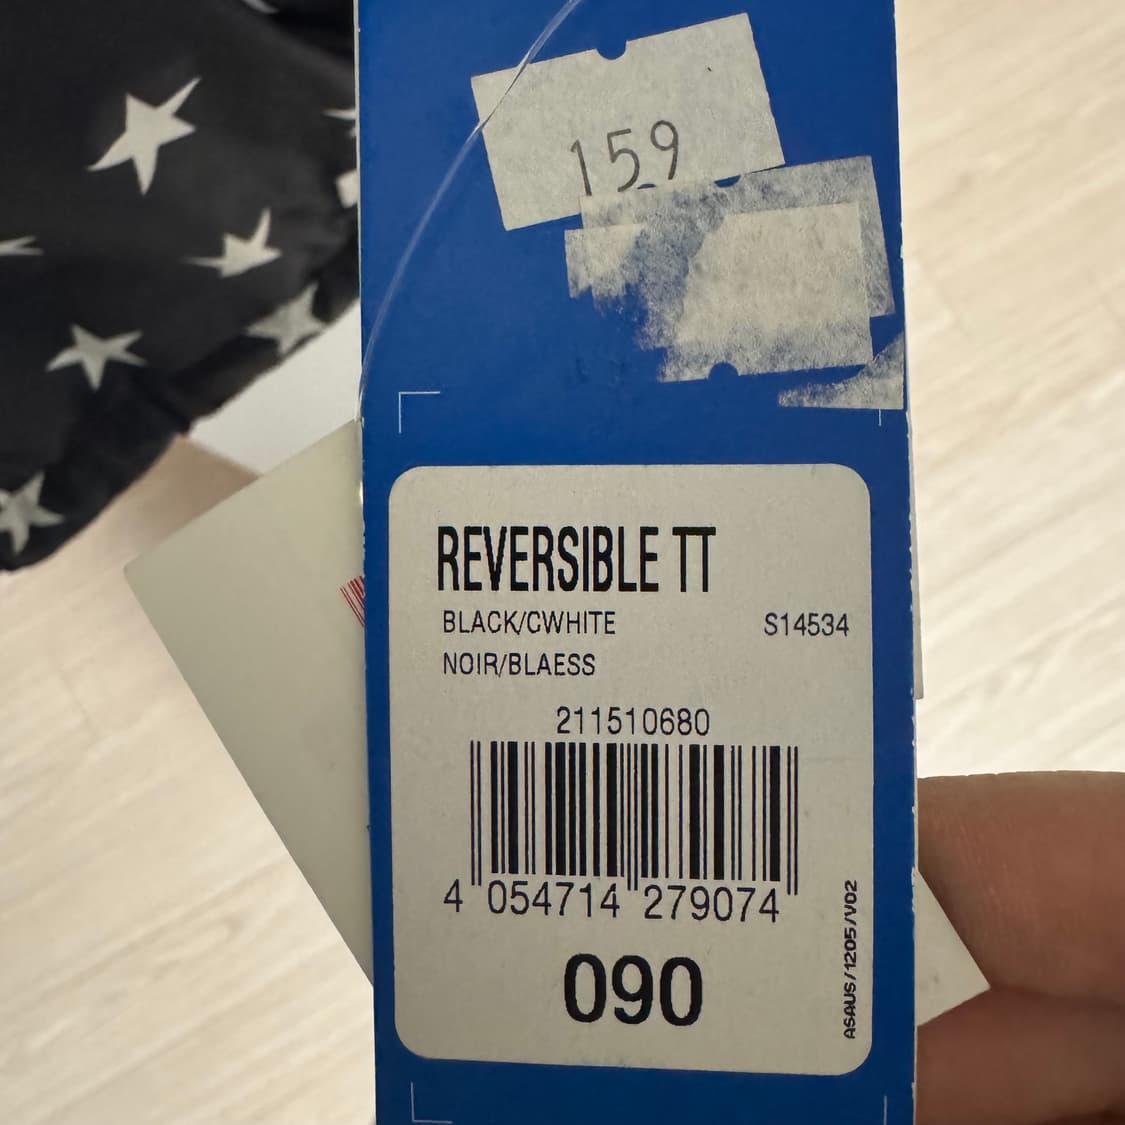 159
REVERSIBLE TT
BLACK/CWHITE S14534
NOIR/BLAESS
211510680
4 054714 279074
090
ASAUS/1205/V02